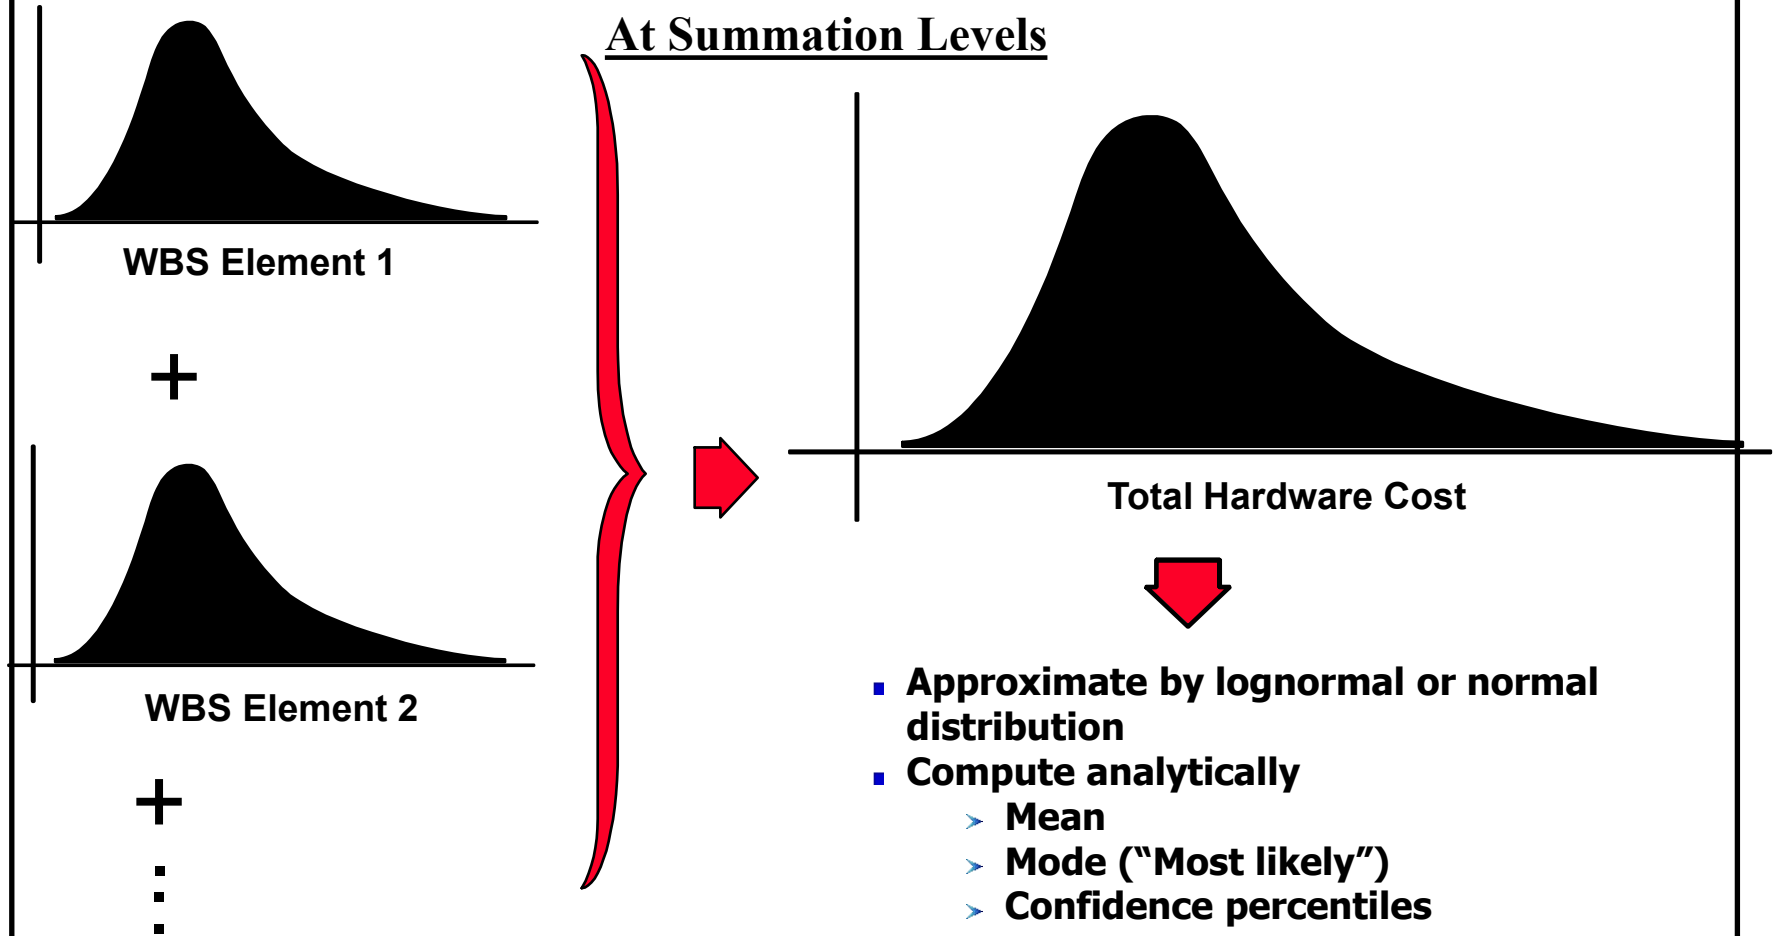 At Summation Levels
WBS Element 1
+
WBS Element 2
+
Total Hardware Cost
Approximate by lognormal or normal
distribution
Compute analytically
Mean
Mode (“Most likely”)
Confidence percentiles